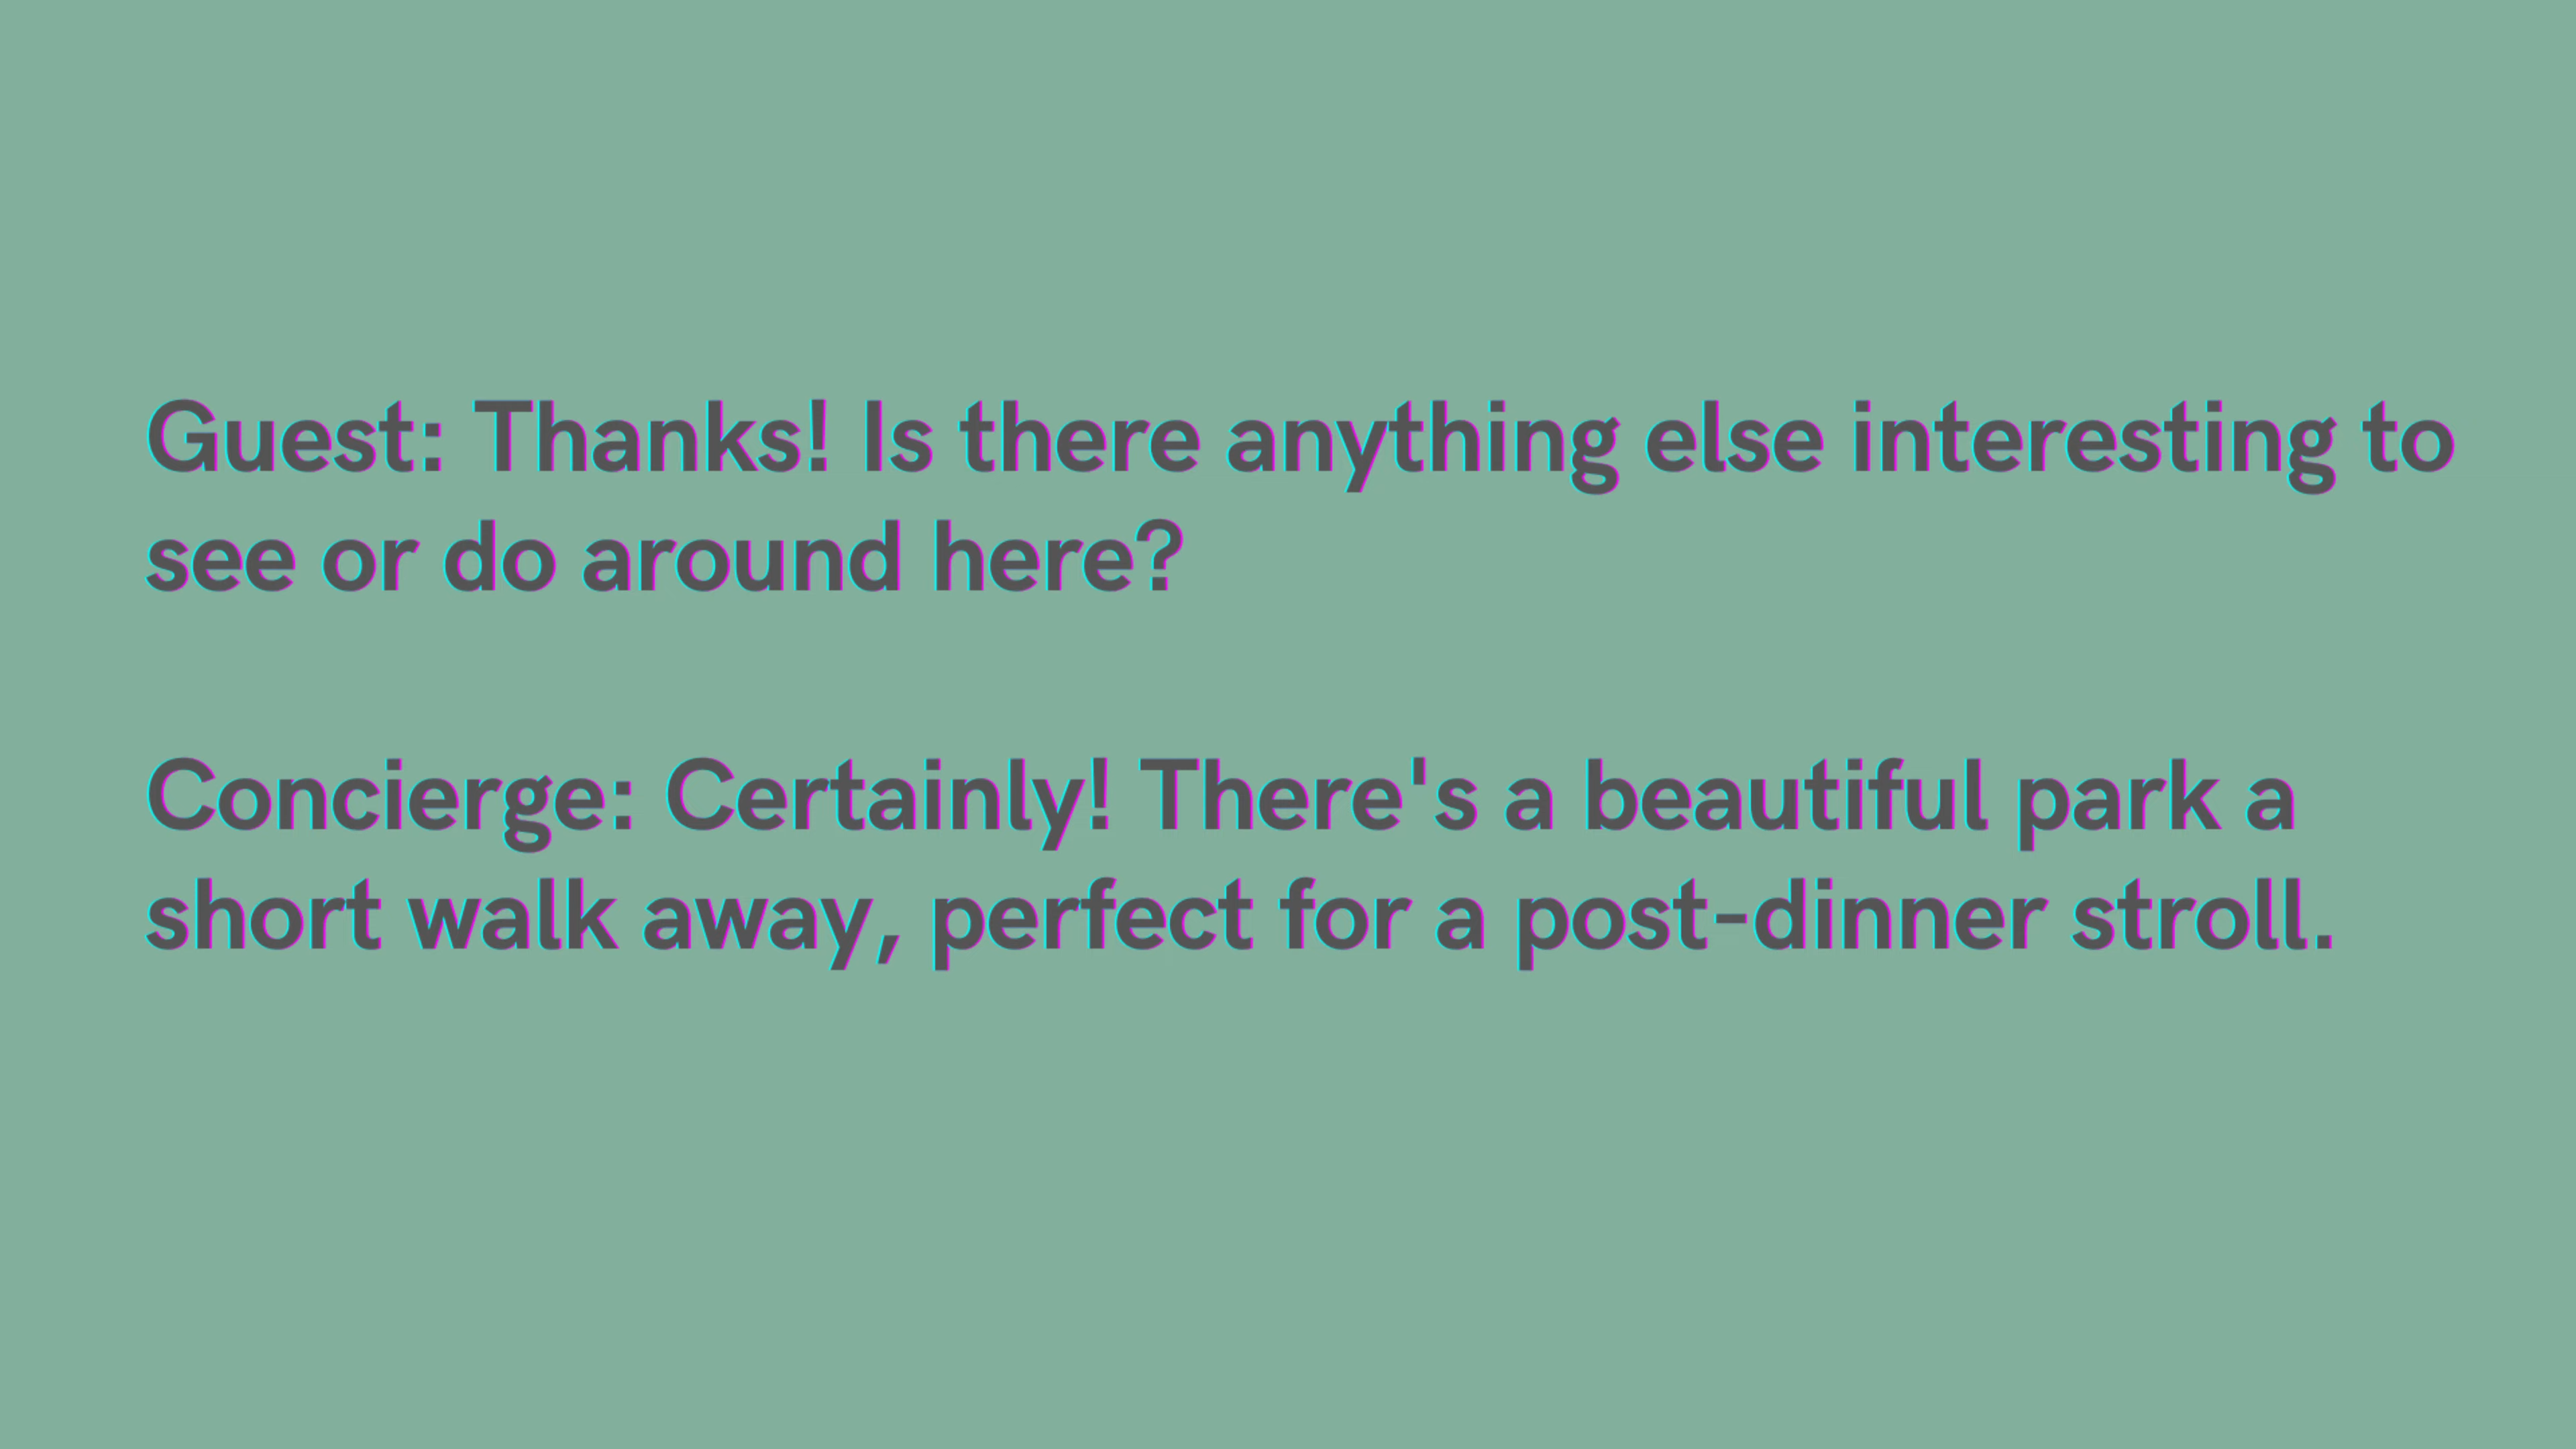 Guest: Thanks! Is there anything else interesting to
see or do around here?
Concierge: Certainly! There's a beautiful park a
short walk away, perfect for a post-dinner stroll.